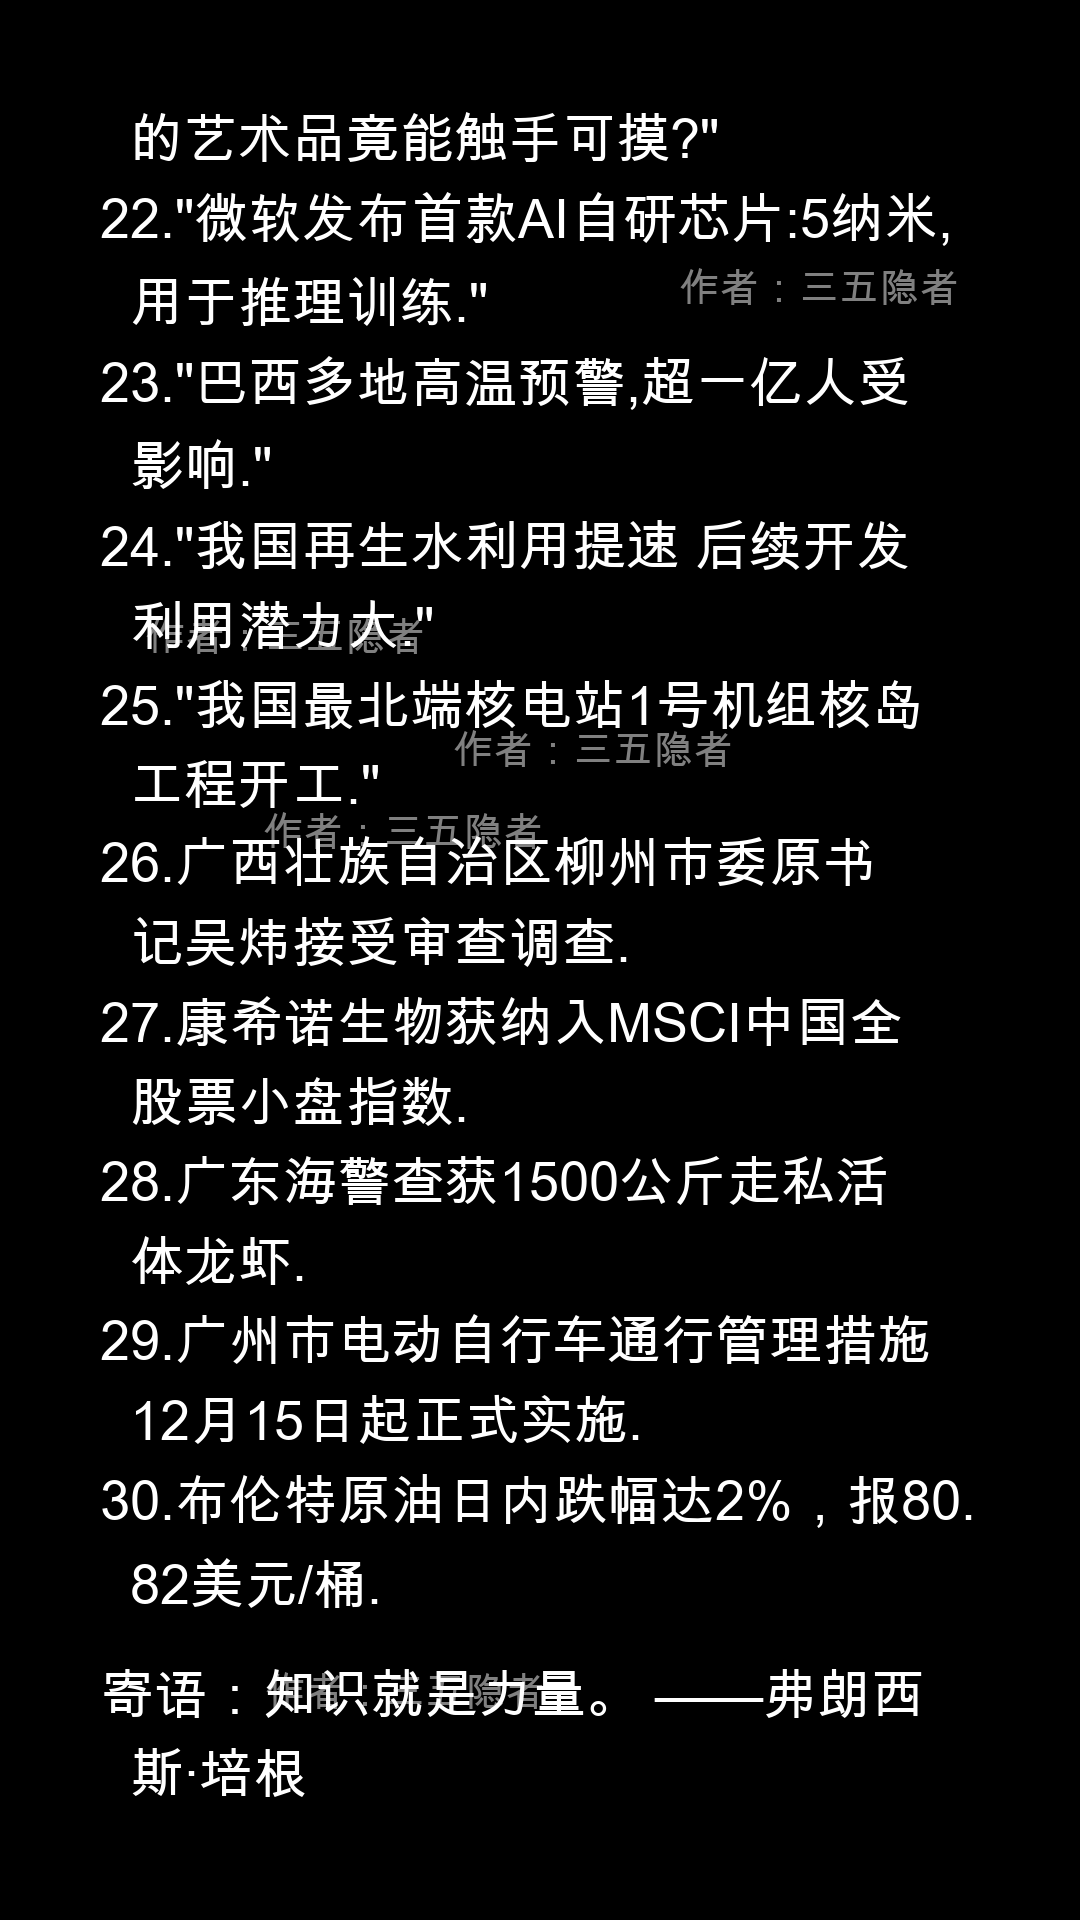 的艺术品竟能触手可摸?"
22."微软发布首款AI自研芯片:5纳米,
用于推理训练."
作者：三五隐者
23."巴西多地高温预警,超一亿人受
影响."
24."我国再生水利用提速 后续开发
利用潜力大."
作者：三五隐者
25."我国最北端核电站1号机组核岛
作者：三五隐者
工程开工."
作者：三五隐者
26.广西壮族自治区柳州市委原书
记吴炜接受审查调查.
27.康希诺生物获纳入MSCI中国全
股票小盘指数.
28.广东海警查获1500公斤走私活
体龙虾.
29.广州市电动自行车通行管理措施
12月15日起正式实施.
30.布伦特原油日内跌幅达2%，报80.
82美元/桶.
寄语：知识就是力量。 ——弗朗西
作者：三五隐者
斯·培根